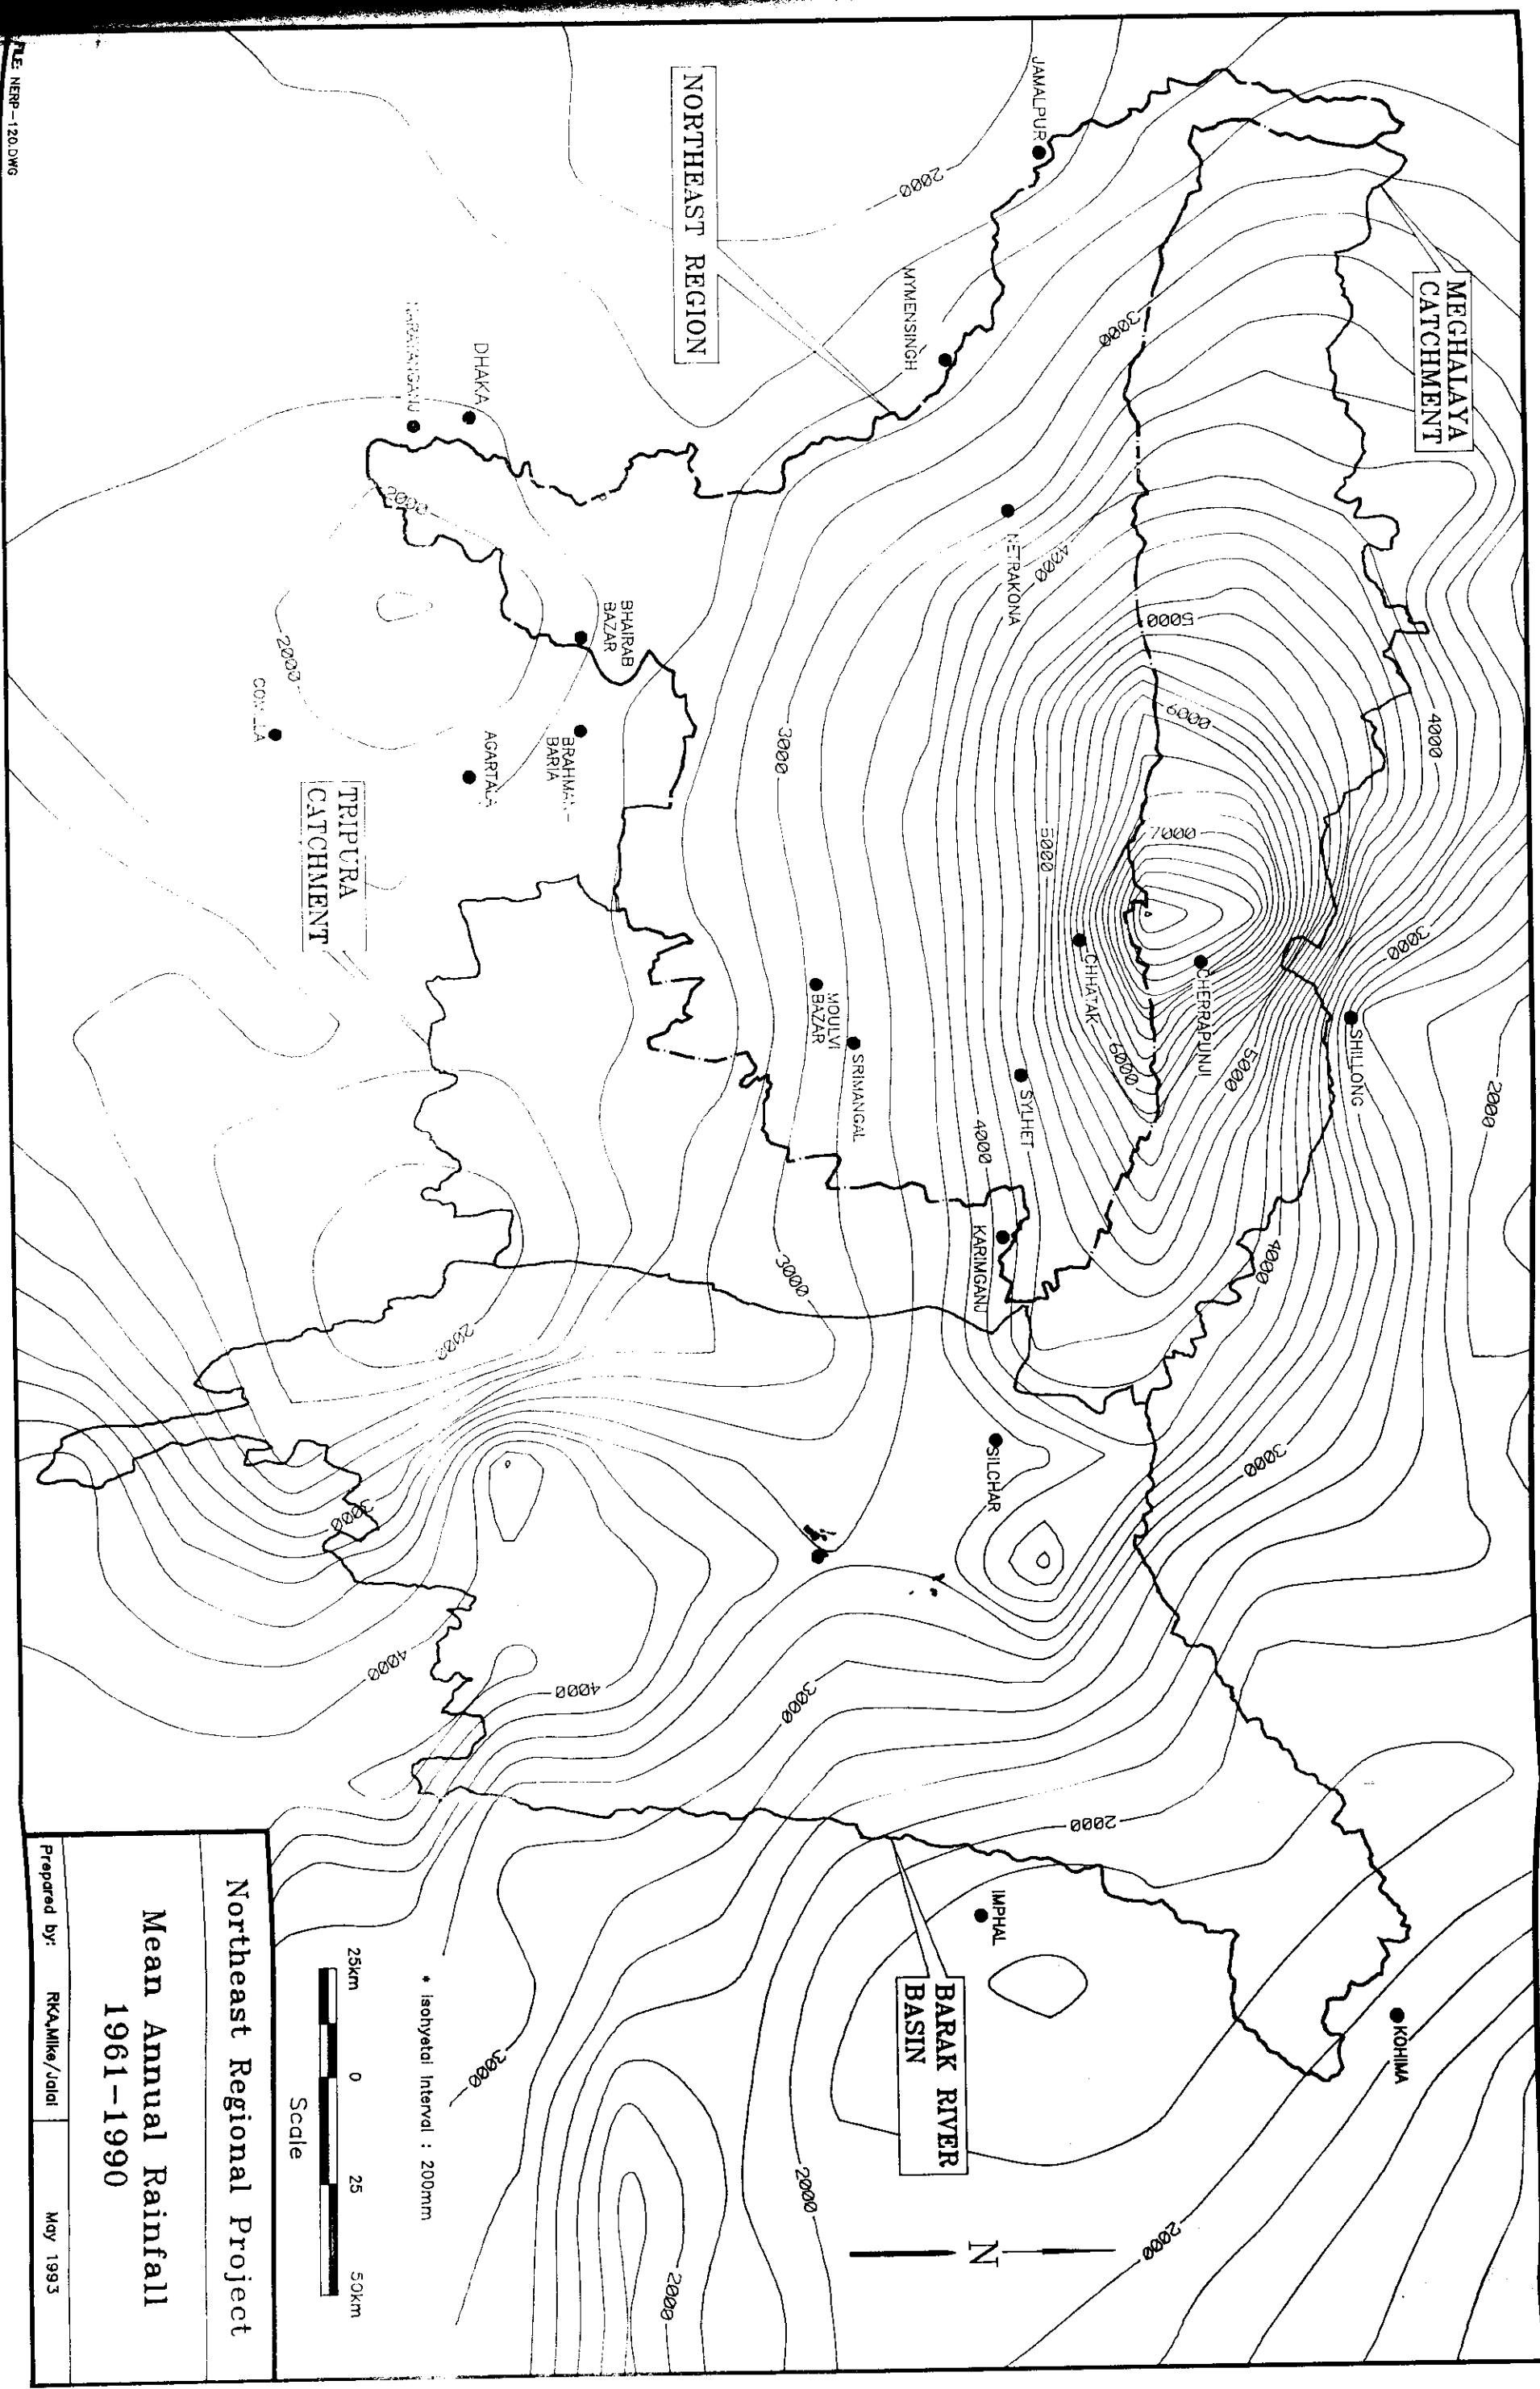 MEGHALAYA
CATCHMENT
NORTHEAST REGION
TRIPURA
CATCHMENT
BARAK RIVER
BASIN
JAMALPUR
MYMENSINGH
DHAKA
NETRAKONA
BHAIRAB
BAZAR
BRAHMAN-
BARIA
AGARTALA
MOULVI
BAZAR
SRIMANGAL
CHHATAK
CHERRAPUNJI
SHILLONG
SYLHET
KARIMGANJ
SILCHAR
IMPHAL
KOHIMA
2000
3000
4000
5000
6000
7000
4000
3000
2000
5000
6000
5000
4000
4000
3000
3000
3000
2000
2000
2000
3000
4000
4000
3000
2000
3000
2000
2000
2000
N
* Isohyetal Interval : 200mm
25km 0 25 50km
Scale
Northeast Regional Project
Mean Annual Rainfall
1961-1990
Prepared by: RKA,Mike/Jalal May 1993
FILE: NERP-120.DWG